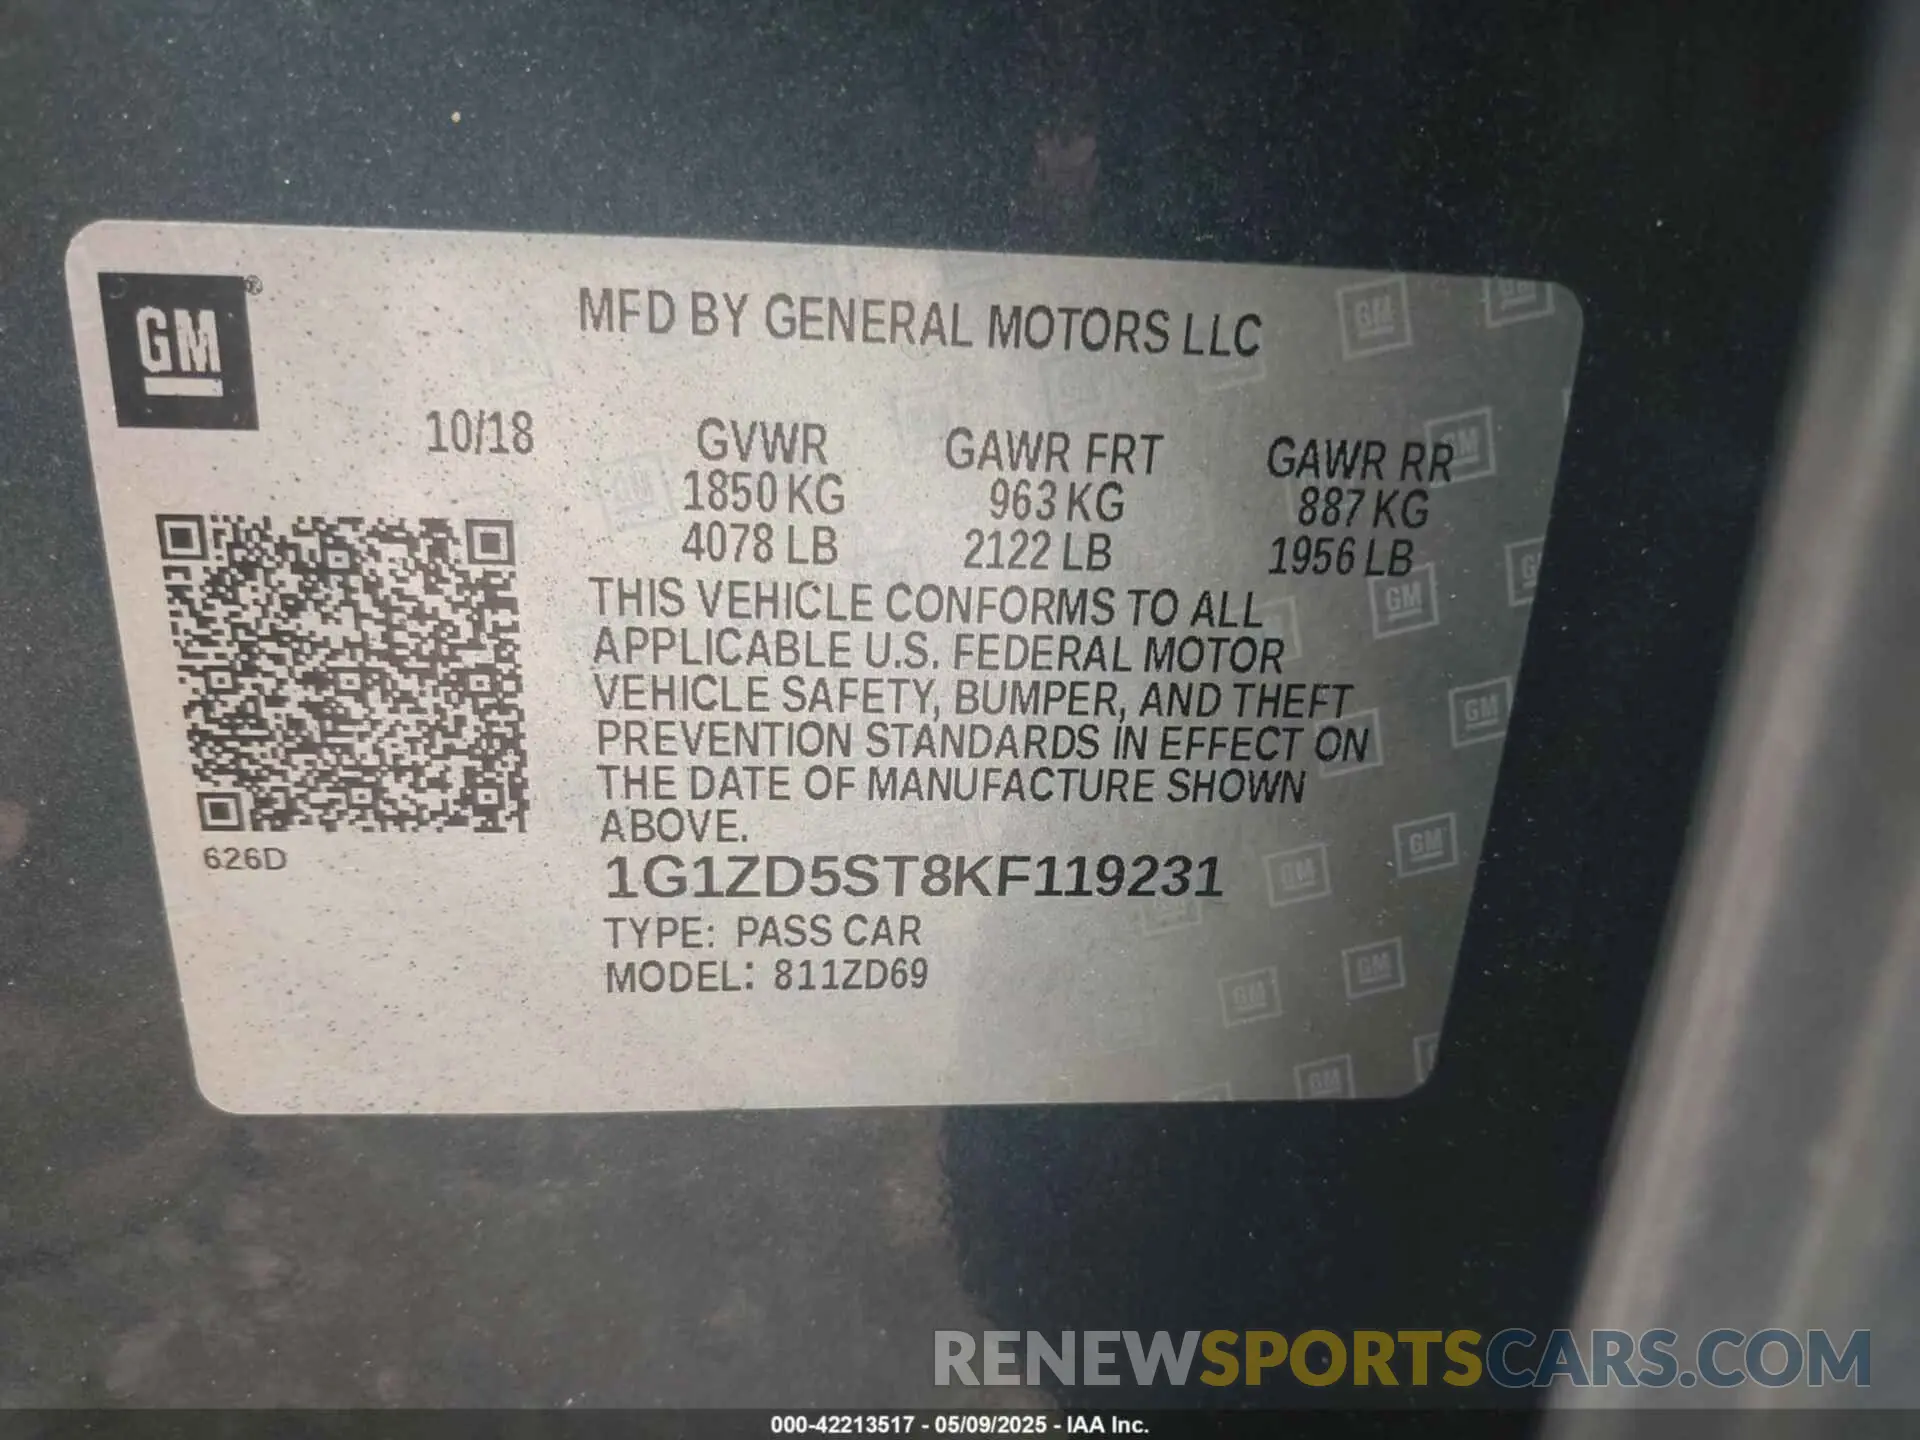 GM ®
MFD BY GENERAL MOTORS LLC
10/18 GVWR GAWR FRT GAWR RR
1850 KG 963 KG 887 KG
4078 LB 2122 LB 1956 LB
THIS VEHICLE CONFORMS TO ALL
APPLICABLE U.S. FEDERAL MOTOR
VEHICLE SAFETY, BUMPER, AND THEFT
PREVENTION STANDARDS IN EFFECT ON
THE DATE OF MANUFACTURE SHOWN
ABOVE.
626D
1G1ZD5ST8KF119231
TYPE: PASS CAR
MODEL: 811ZD69
RENEWSPORTSCARS.COM
000-42213517 - 05/09/2025 - IAA Inc.